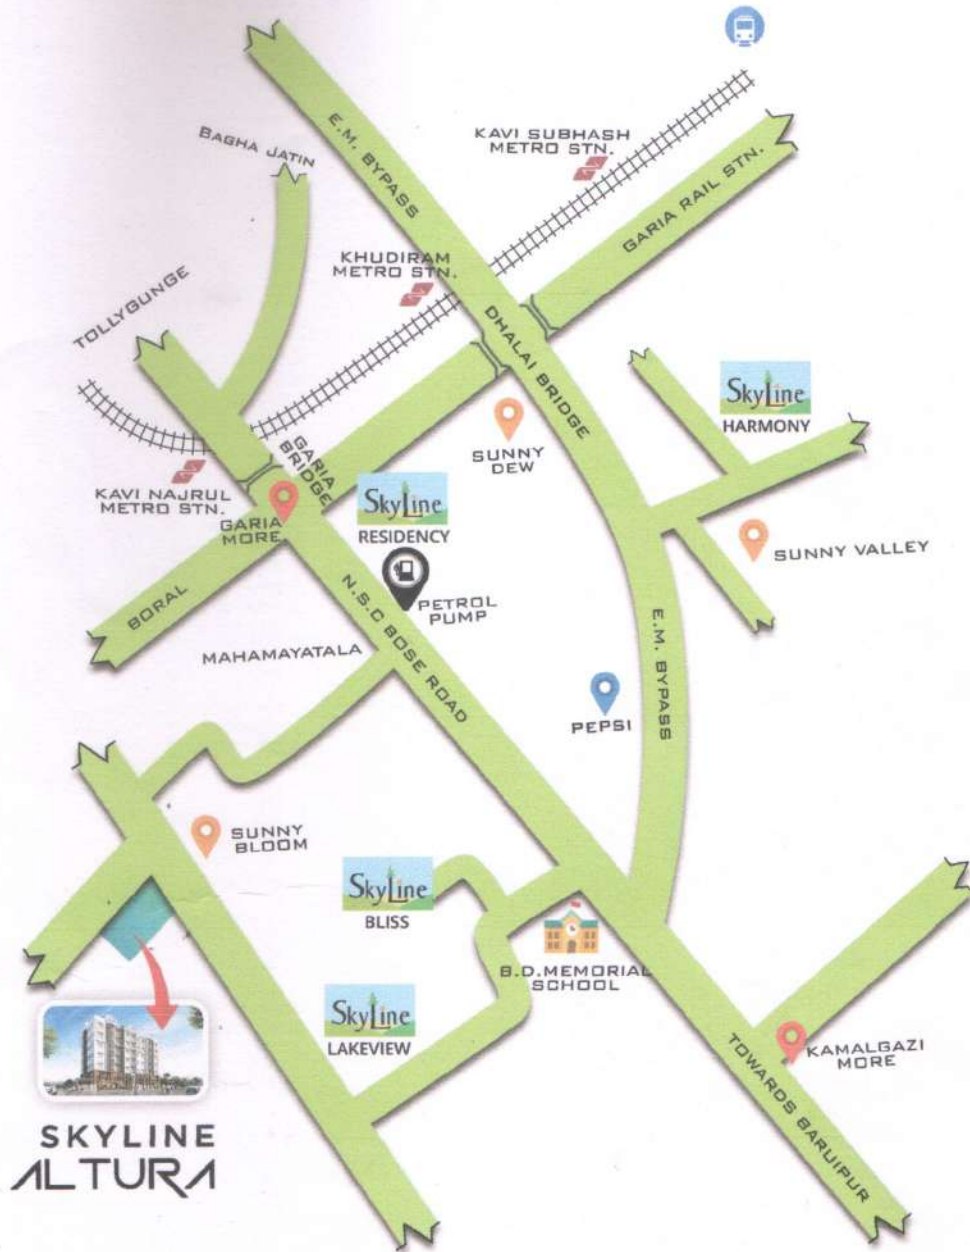 E.M. BYPASS
BAGHA JATIN
KAVI SUBHASH
METRO STN.
GARIA RAIL STN.
KHUDIRAM
METRO STN.
TOLLYGUNGE
DHALAI BRIDGE
SkyLine
HARMONY
SUNNY
DEW
GARIA
BRIDGE
KAVI NAJRUL
METRO STN.
GARIA
MORE
SkyLine
RESIDENCY
SUNNY VALLEY
BORAL
N.S.C BOSE ROAD
PETROL
PUMP
MAHAMAYATALA
E.M. BYPASS
PEPSI
SUNNY
BLOOM
SkyLine
BLISS
B.D.MEMORIAL
SCHOOL
SkyLine
LAKEVIEW
TOWARDS BARUIPUR
KAMALGAZI
MORE
SKYLINE
ALTURA